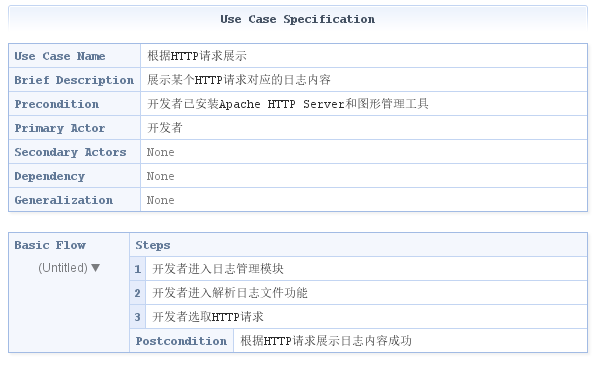 Use Case Specification
Use Case Name 根据HTTP请求展示
Brief Description 展示某个HTTP请求对应的日志内容
Precondition 开发者已安装Apache HTTP Server和图形管理工具
Primary Actor 开发者
Secondary Actors None
Dependency None
Generalization None
Basic Flow Steps
(Untitled) ▼
1 开发者进入日志管理模块
2 开发者进入解析日志文件功能
3 开发者选取HTTP请求
Postcondition 根据HTTP请求展示日志内容成功